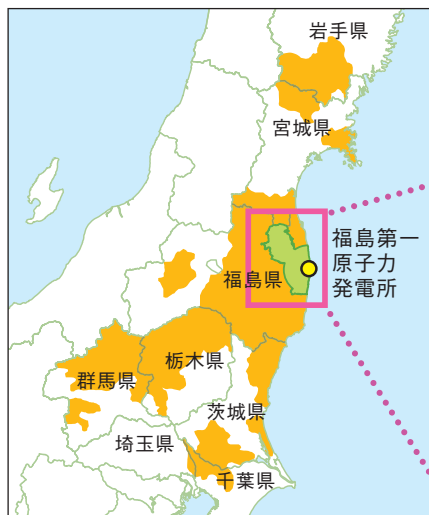 岩手県
宮城県
福島第一
原子力
発電所
福島県
栃木県
群馬県
茨城県
埼玉県
千葉県